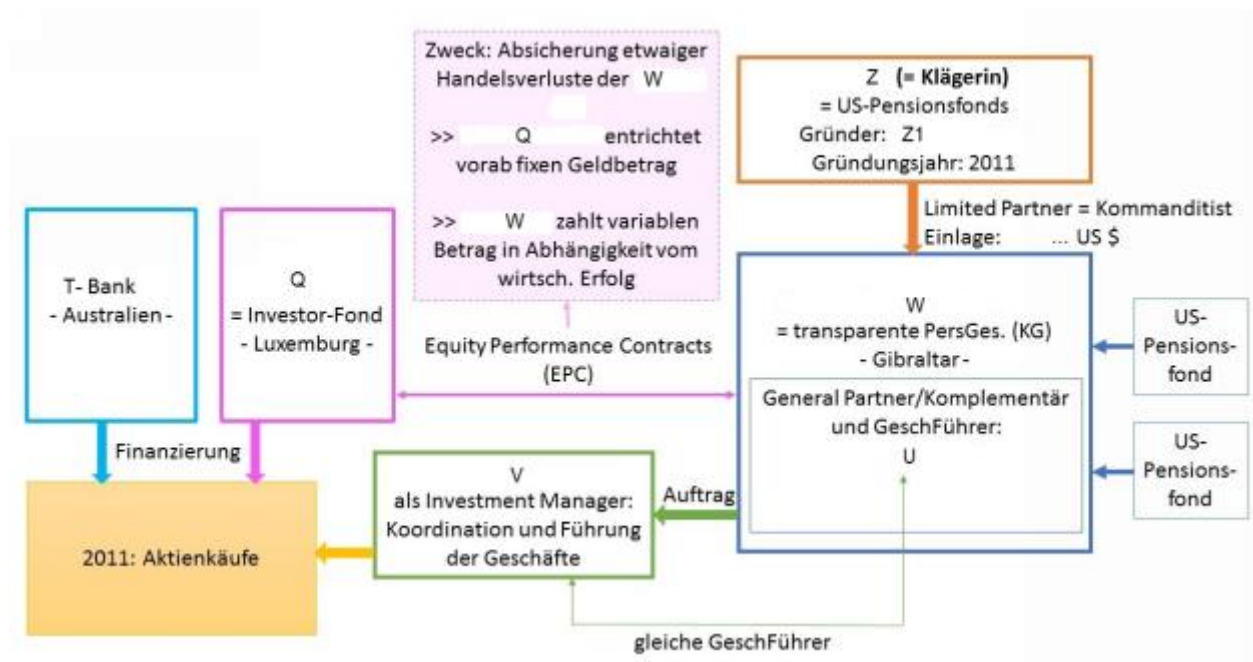 Zweck: Absicherung etwaiger
Handelsverluste der W
>> Q entrichtet
vorab fixen Geldbetrag
>> W zahlt variablen
Betrag in Abhängigkeit vom
wirtsch. Erfolg
Z (= Klägerin)
= US-Pensionsfonds
Gründer: Z1
Gründungsjahr: 2011
Limited Partner = Kommanditist
Einlage: ... US $
T- Bank
- Australien -
Q
= Investor-Fond
- Luxemburg -
Equity Performance Contracts
(EPC)
W
= transparente PersGes. (KG)
- Gibraltar -
General Partner/Komplementär
und GeschFührer:
U
US-
Pensions-
fond
US-
Pensions-
fond
Finanzierung
V
als Investment Manager:
Koordination und Führung
der Geschäfte
Auftrag
2011: Aktienkäufe
gleiche GeschFührer